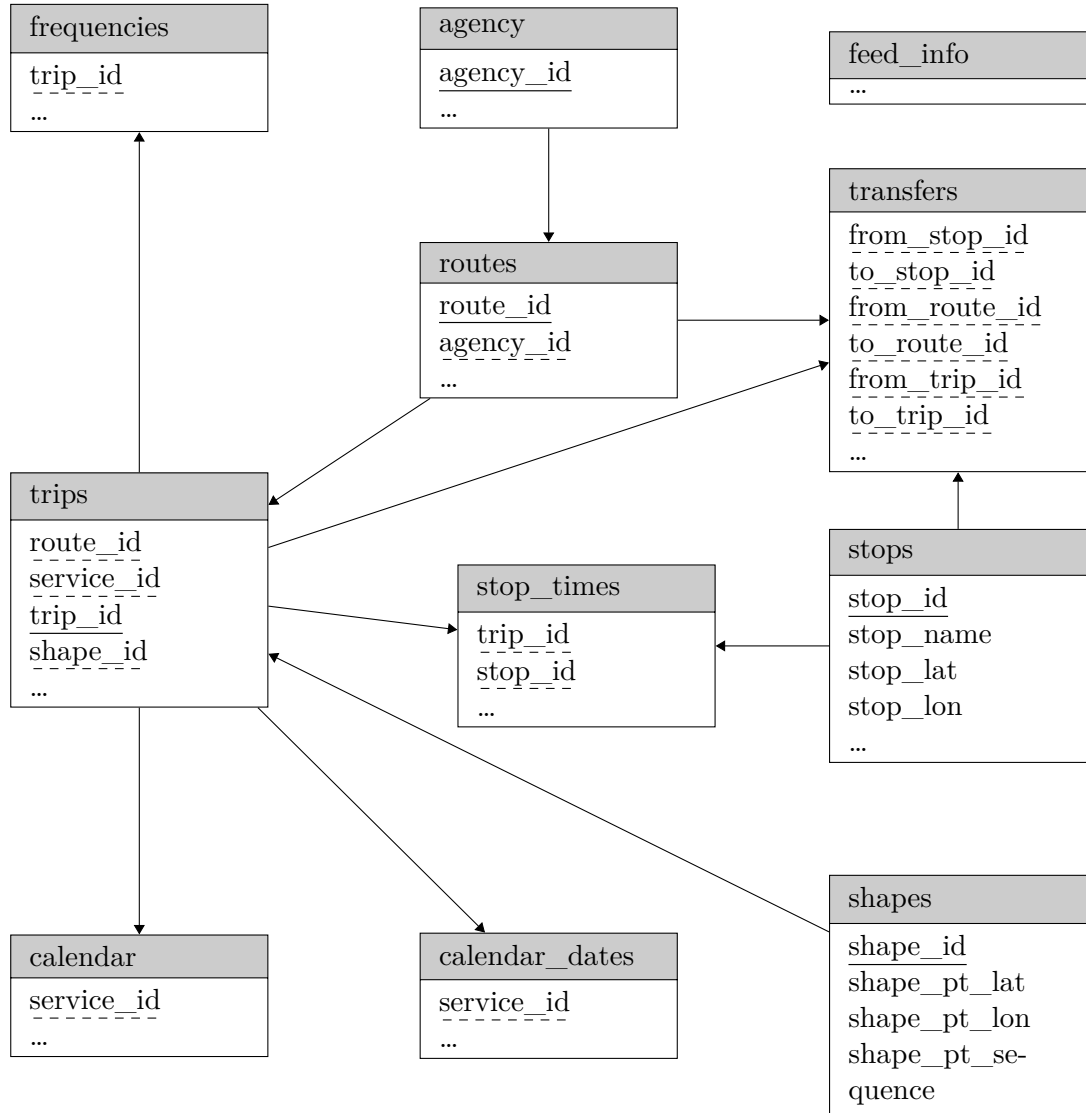 frequencies
trip_id
...
agency
agency_id
...
feed_info
...
transfers
from_stop_id
to_stop_id
from_route_id
to_route_id
from_trip_id
to_trip_id
...
routes
route_id
agency_id
...
trips
route_id
service_id
trip_id
shape_id
...
stop_times
trip_id
stop_id
...
stops
stop_id
stop_name
stop_lat
stop_lon
...
calendar
service_id
...
calendar_dates
service_id
...
shapes
shape_id
shape_pt_lat
shape_pt_lon
shape_pt_se-
quence